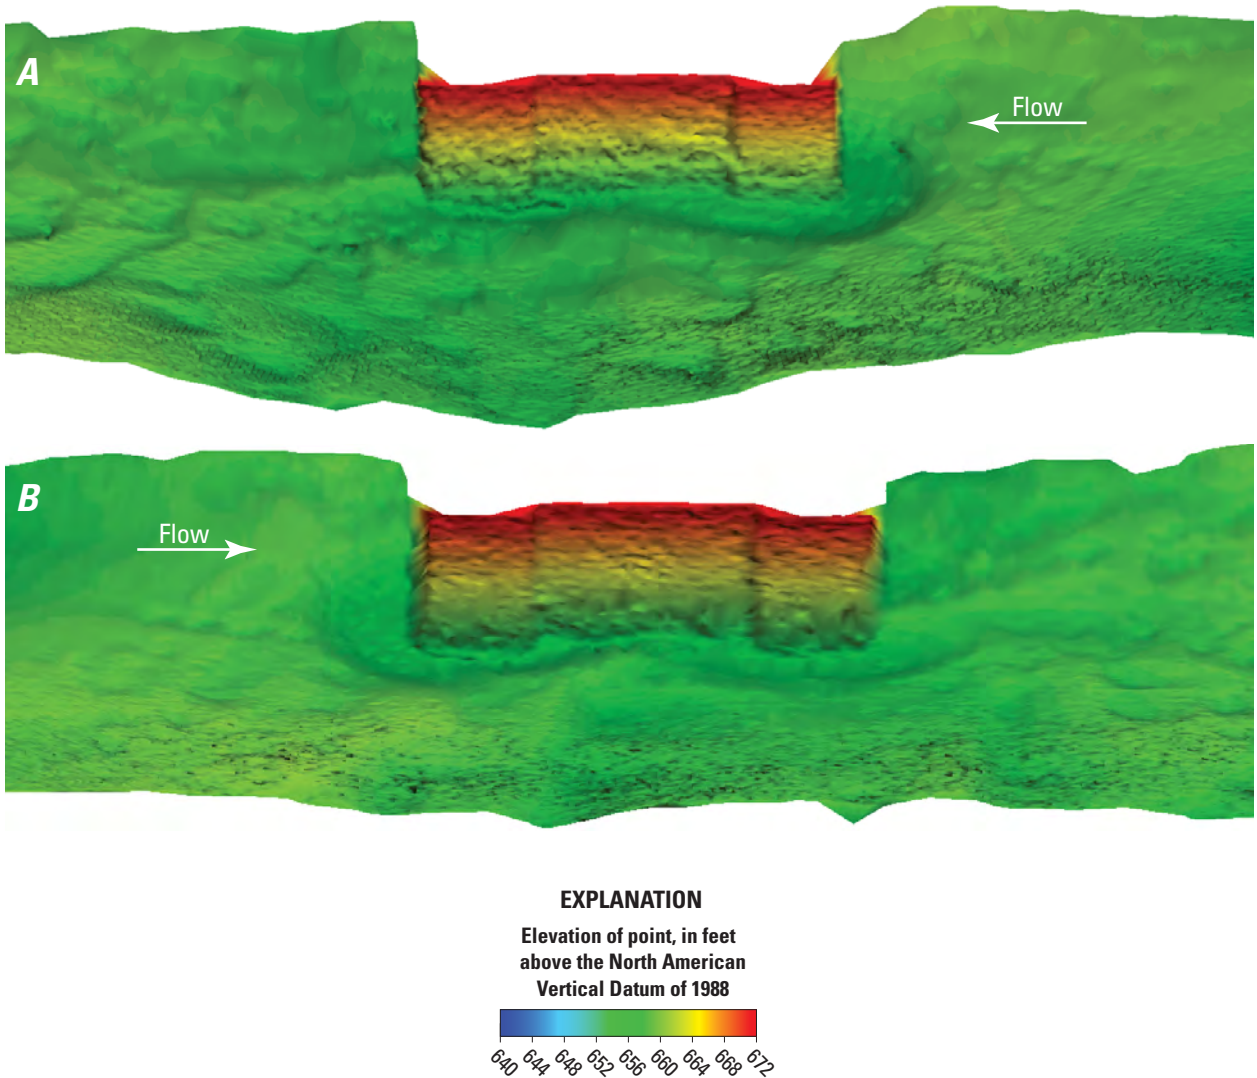 A
Flow
B
Flow
EXPLANATION
Elevation of point, in feet
above the North American
Vertical Datum of 1988
640 644 648 652 656 660 664 668 672